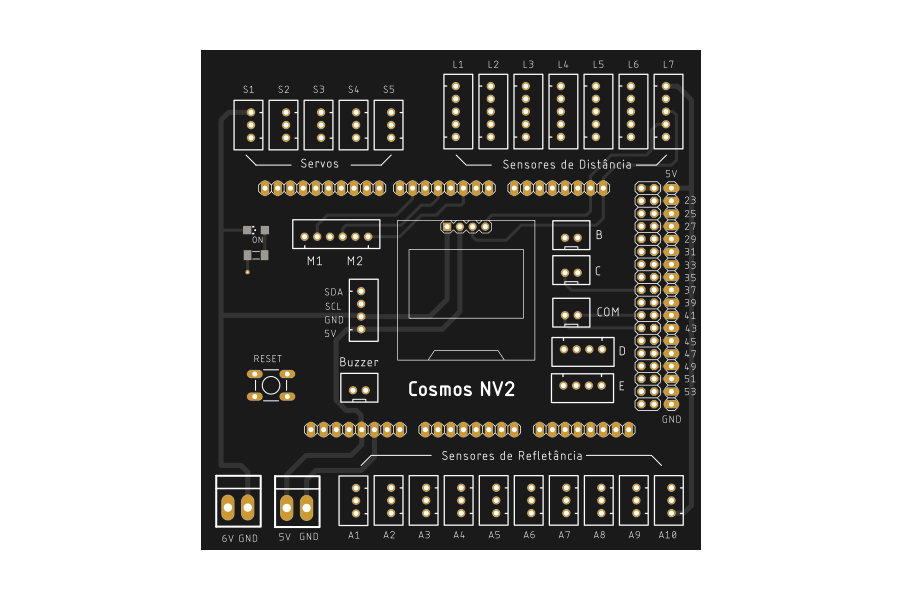 L1 L2 L3 L4 L5 L6 L7
S1 S2 S3 S4 S5
Servos
Sensores de Distância
5V
23
25
27
29
31
33
35
37
39
41
43
45
47
49
51
53
GND
ON
M1 M2
B
C
COM
D
E
SDA
SCL
GND
5V
RESET
Buzzer
Cosmos NV2
Sensores de Refletância
6V GND
5V GND
A1 A2 A3 A4 A5 A6 A7 A8 A9 A10